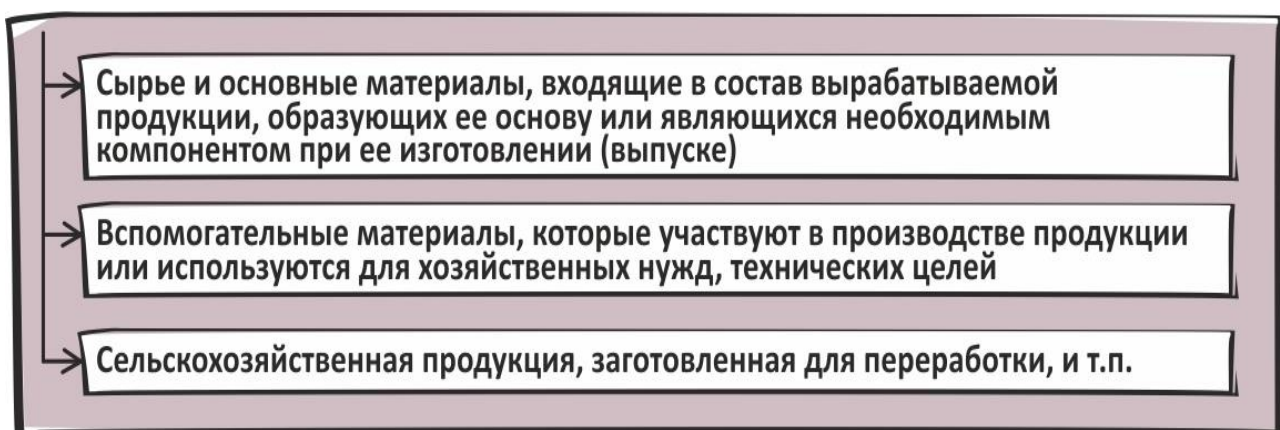 Сырье и основные материалы, входящие в состав вырабатываемой
продукции, образующих ее основу или являющихся необходимым
компонентом при ее изготовлении (выпуске)
Вспомогательные материалы, которые участвуют в производстве продукции
или используются для хозяйственных нужд, технических целей
Сельскохозяйственная продукция, заготовленная для переработки, и т.п.